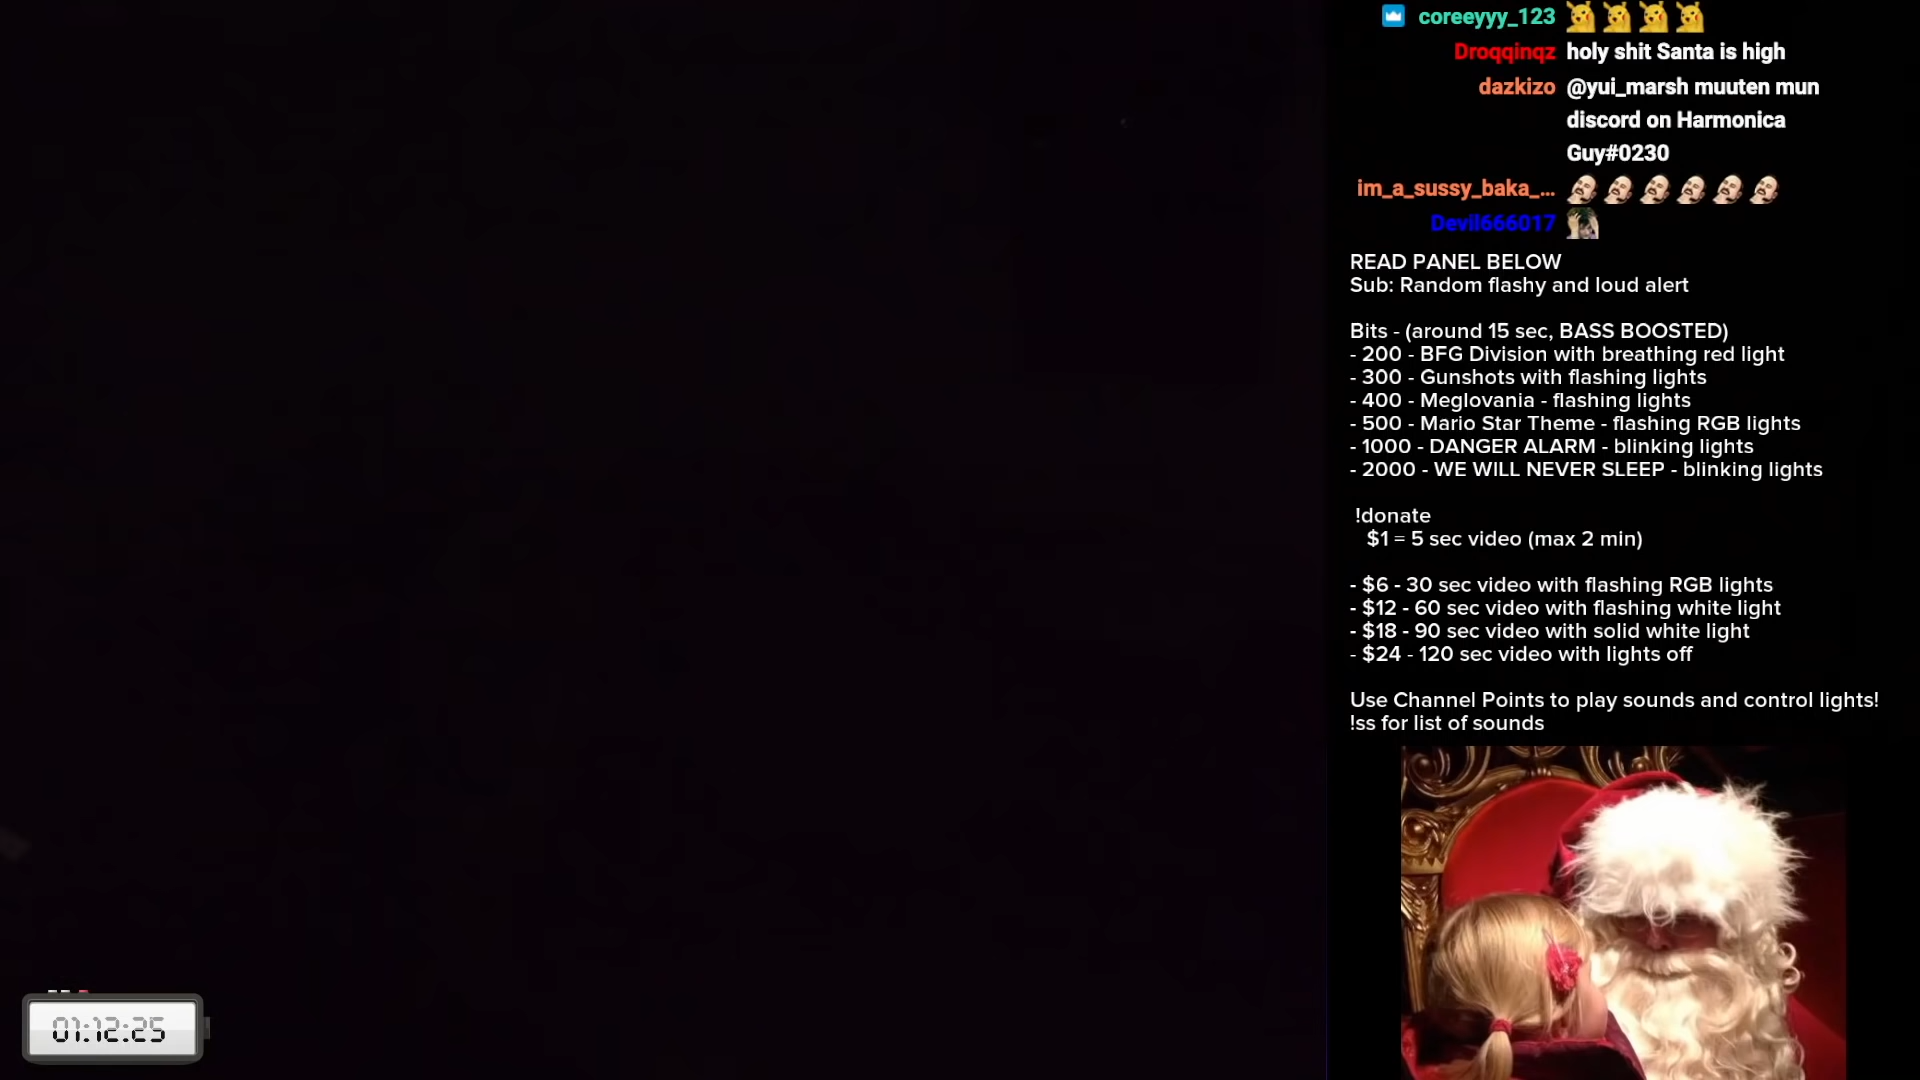 coreeyyy_123
Droqqinqz holy shit Santa is high
dazkizo @yui_marsh muuten mun
discord on Harmonica
Guy#0230
im_a_sussy_baka_...
Devil666017
READ PANEL BELOW
Sub: Random flashy and loud alert
Bits - (around 15 sec, BASS BOOSTED)
- 200 - BFG Division with breathing red light
- 300 - Gunshots with flashing lights
- 400 - Meglovania - flashing lights
- 500 - Mario Star Theme - flashing RGB lights
- 1000 - DANGER ALARM - blinking lights
- 2000 - WE WILL NEVER SLEEP - blinking lights
!donate
$1 = 5 sec video (max 2 min)
- $6 - 30 sec video with flashing RGB lights
- $12 - 60 sec video with flashing white light
- $18 - 90 sec video with solid white light
- $24 - 120 sec video with lights off
Use Channel Points to play sounds and control lights!
!ss for list of sounds
01:12:25